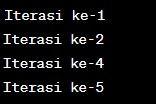 Iterasi ke-1
Iterasi ke-2
Iterasi ke-4
Iterasi ke-5